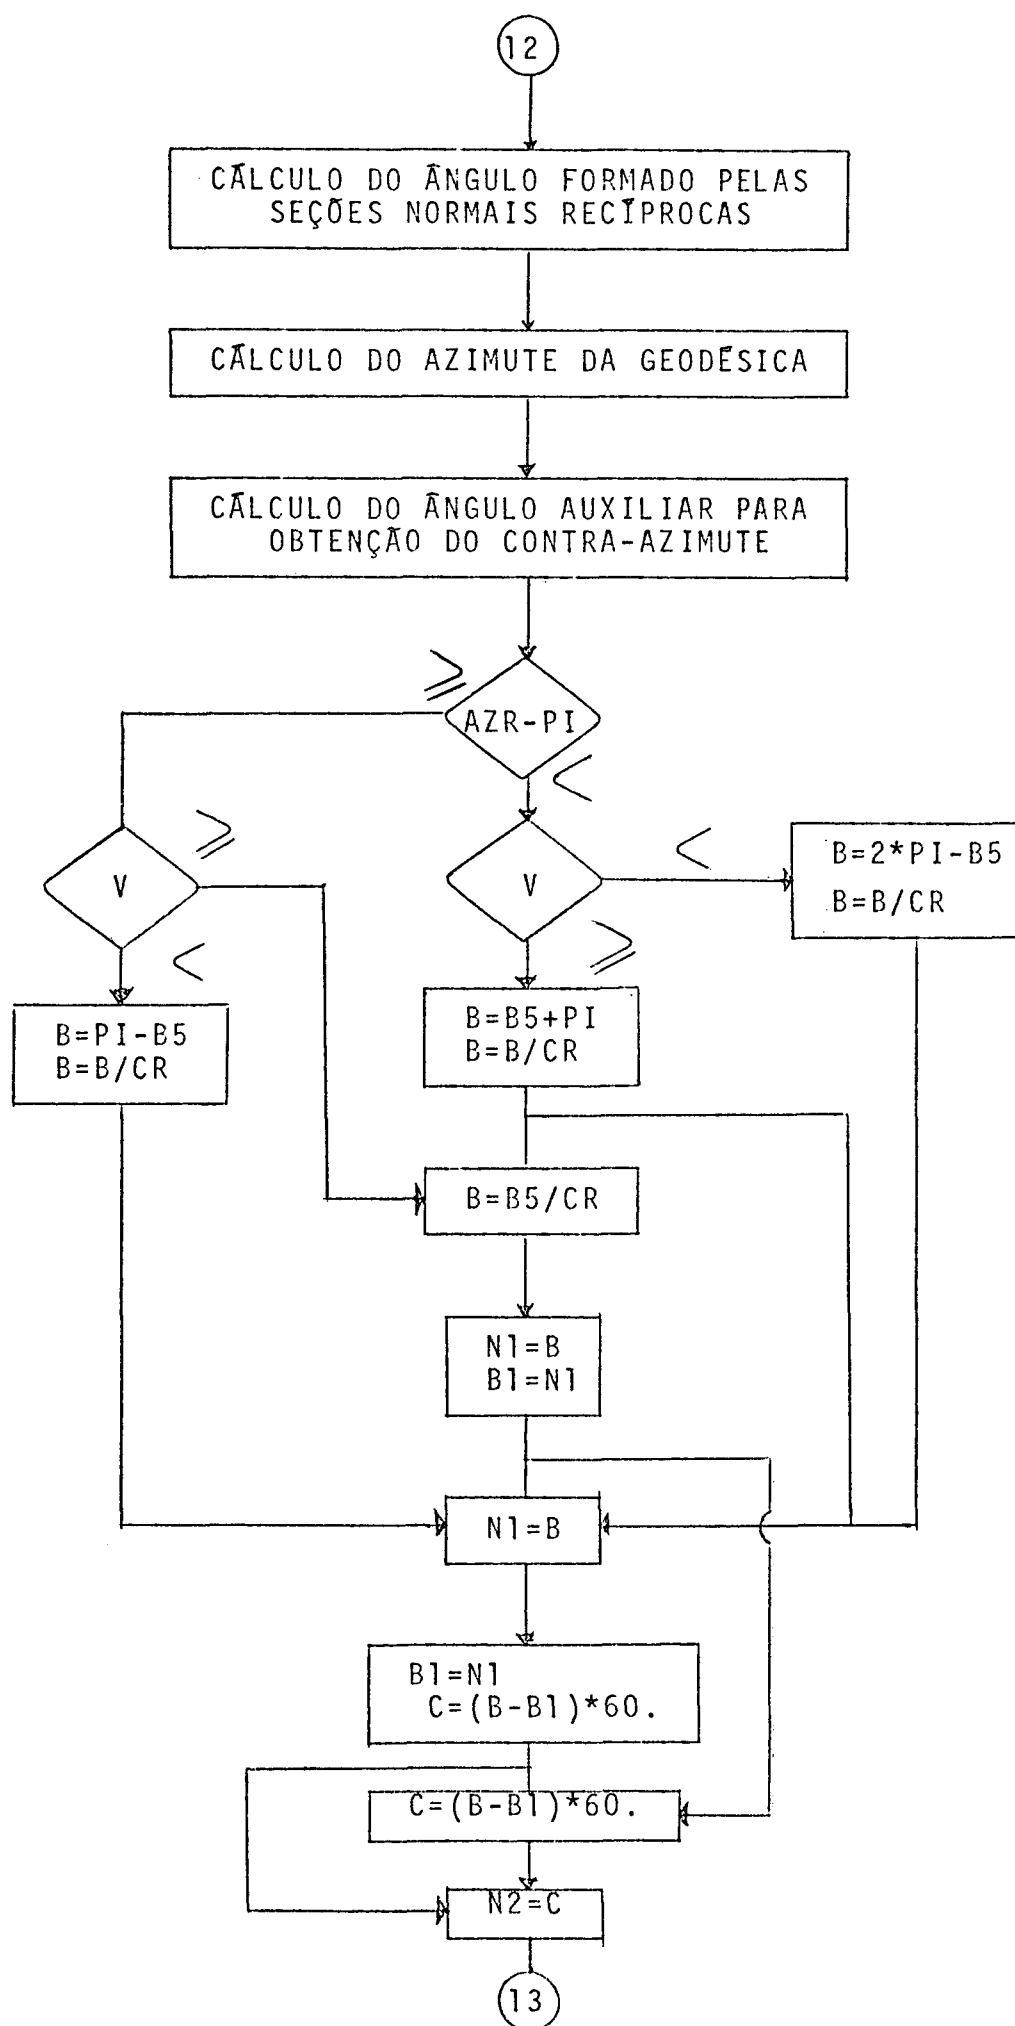 12
CÁLCULO DO ÂNGULO FORMADO PELAS
SEÇÕES NORMAIS RECÍPROCAS
CÁLCULO DO AZIMUTE DA GEODÉSICA
CÁLCULO DO ÂNGULO AUXILIAR PARA
OBTENÇÃO DO CONTRA-AZIMUTE
≥
AZR-PI
<
≥
V
<
V
<
≥
B=2*PI-B5
B=B/CR
B=PI-B5
B=B/CR
B=B5+PI
B=B/CR
B=B5/CR
N1=B
B1=N1
N1=B
B1=N1
C=(B-B1)*60.
C=(B-B1)*60.
N2=C
13